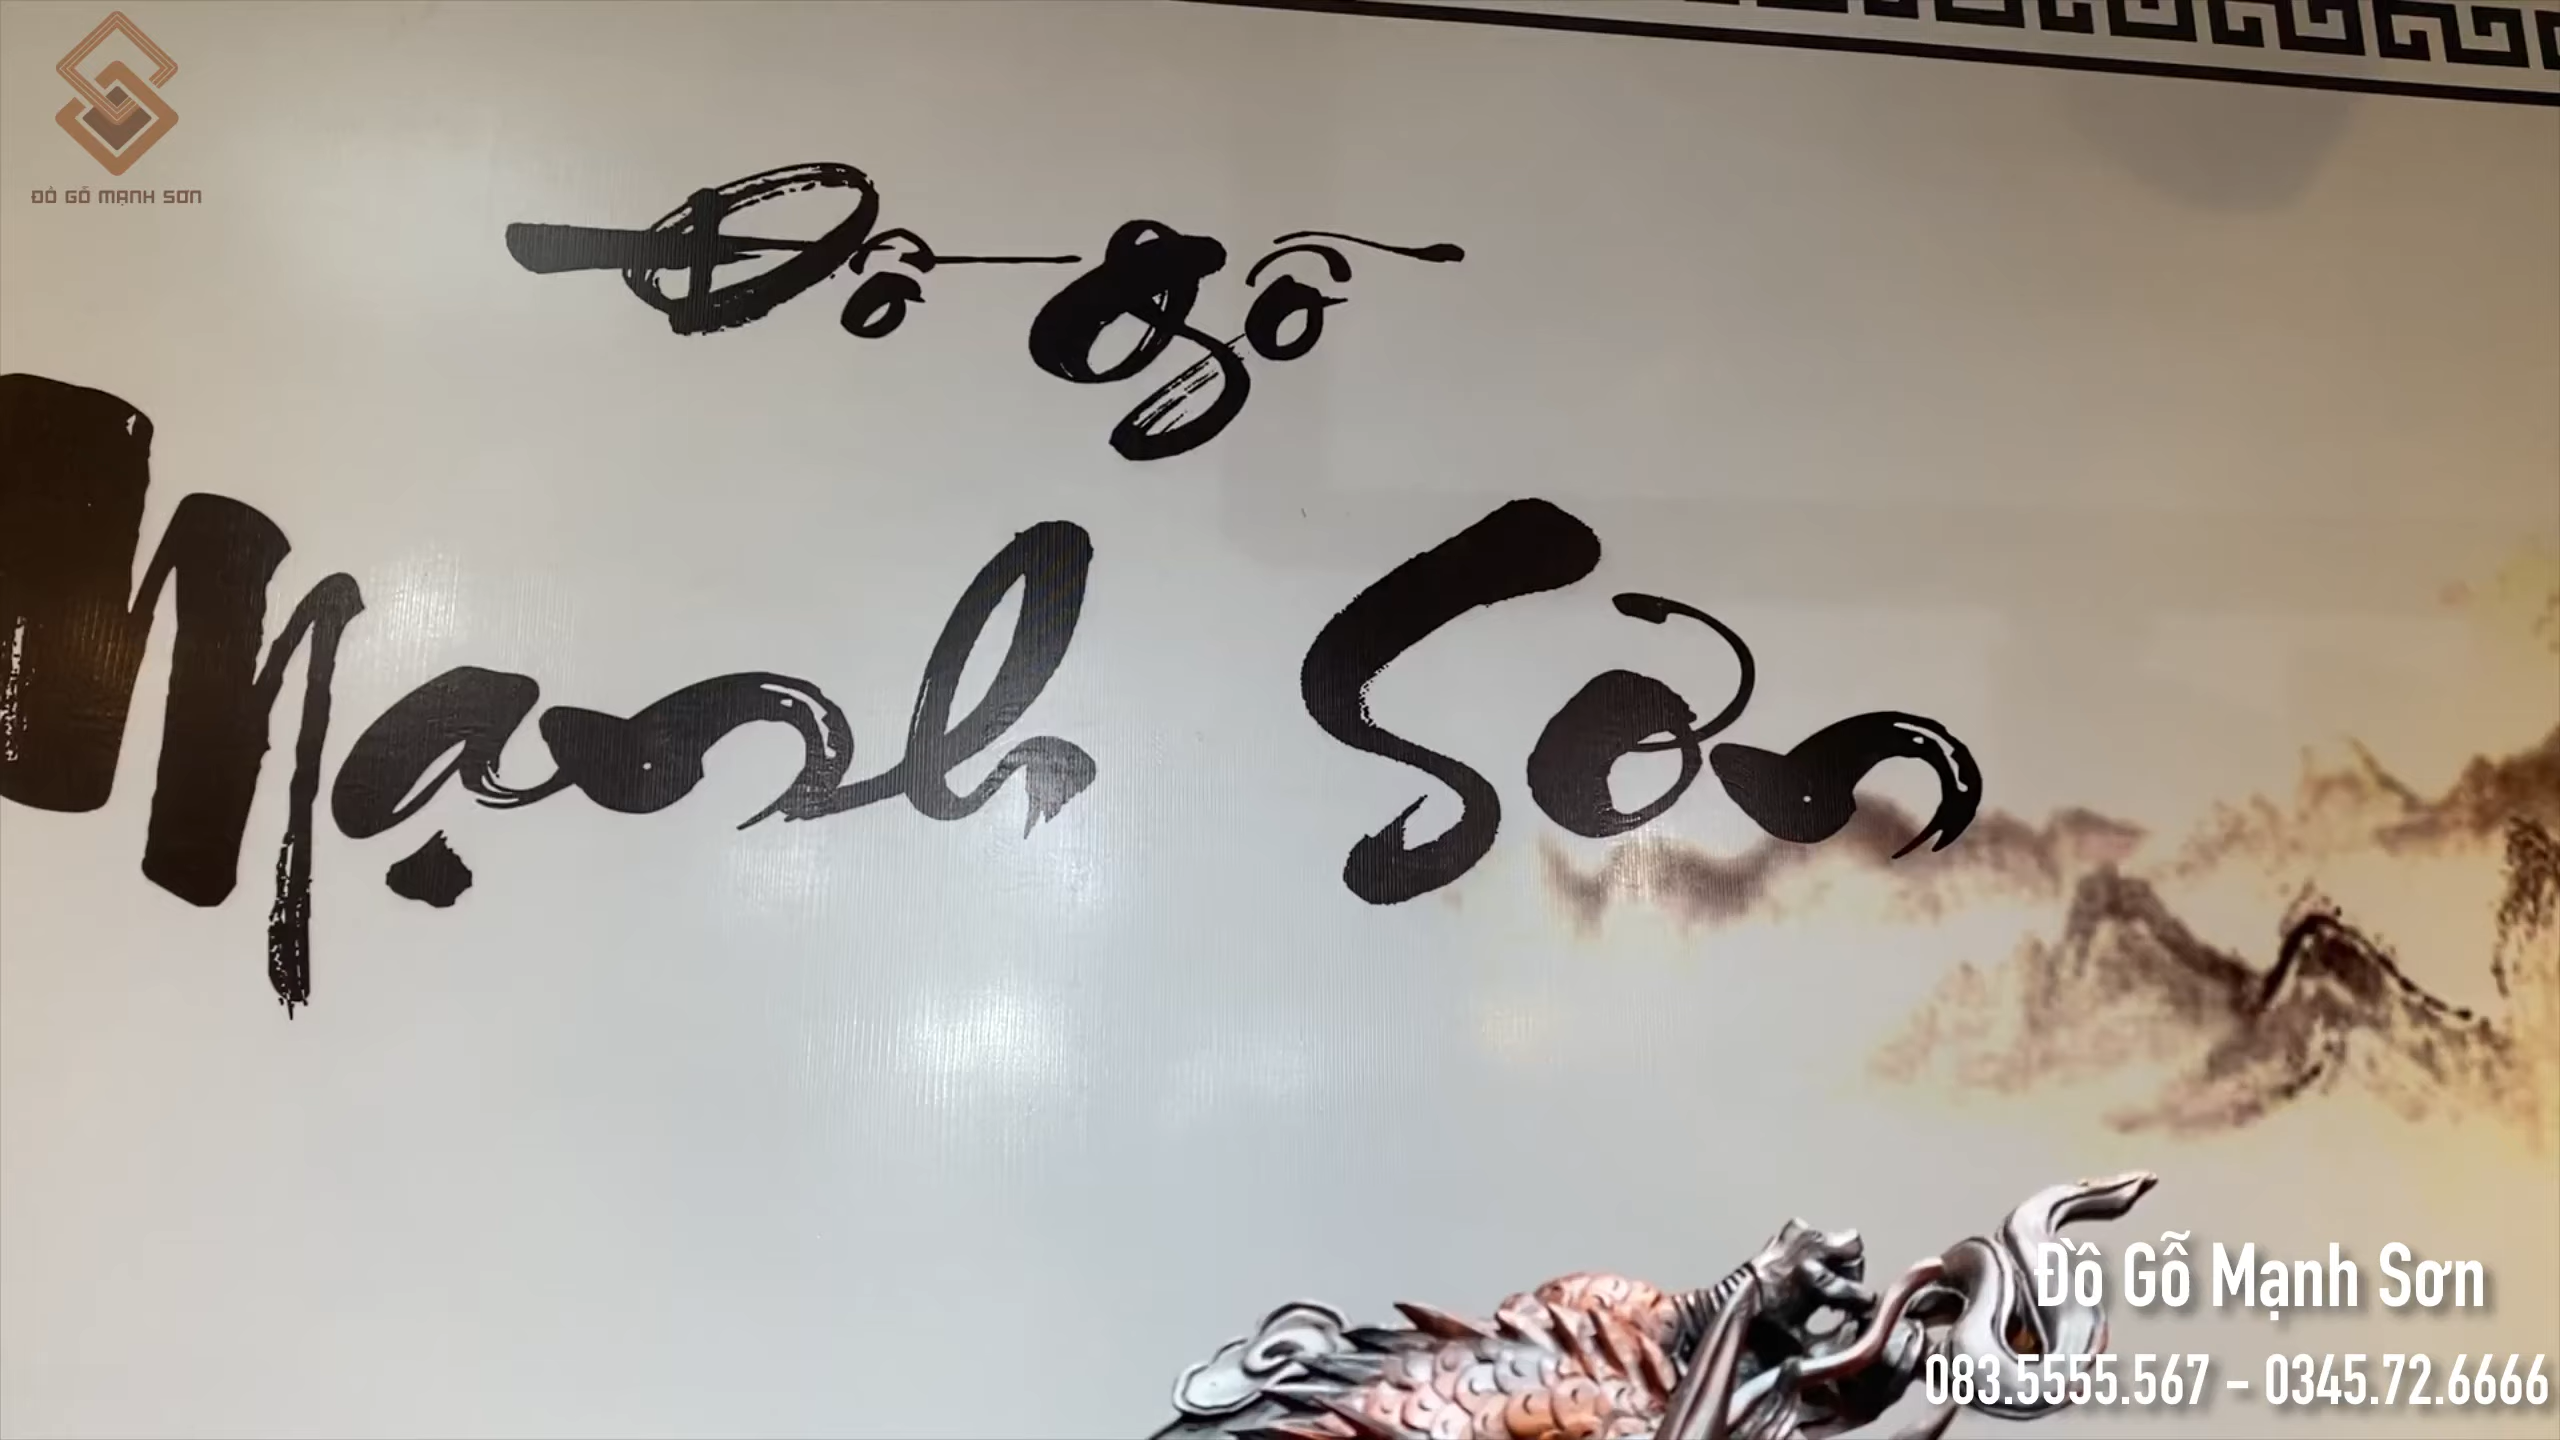 ĐỒ GỖ MẠNH SƠN
Đồ gỗ
Mạnh Sơn
Đồ Gỗ Mạnh Sơn
083.5555.567 - 0345.72.6666